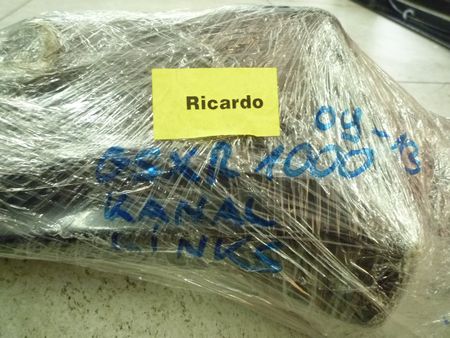 Ricardo
09-13
GSXR 1000
KANAL
LINKS